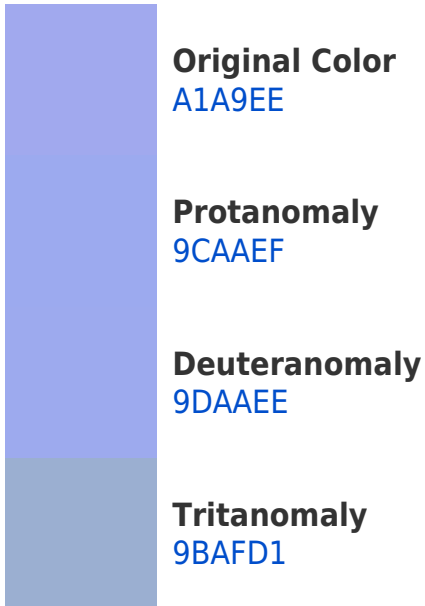 Original Color
A1A9EE
Protanomaly
9CAAEF
Deuteranomaly
9DAAEE
Tritanomaly
9BAFD1